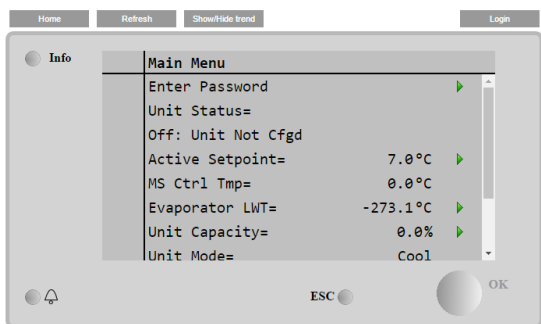 Home Refresh Show/Hide trend Login
Info
Main Menu
Enter Password
Unit Status=
Off: Unit Not Cfgd
Active Setpoint= 7.0°C
MS Ctrl Tmp= 0.0°C
Evaporator LWT= -273.1°C
Unit Capacity= 0.0%
Unit Mode= Cool
ESC
OK